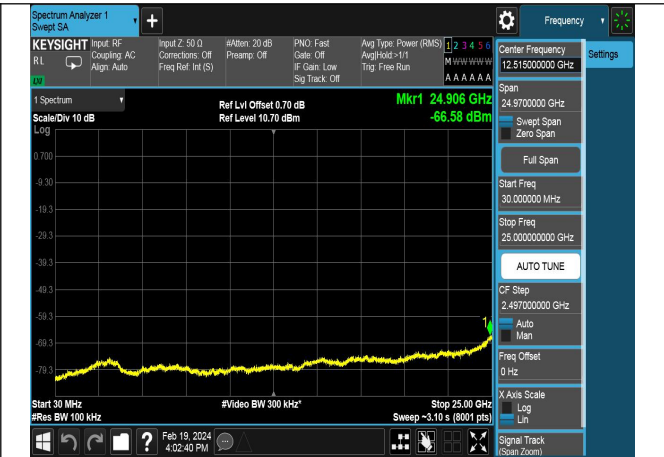 Spectrum Analyzer 1
Swept SA
+
Frequency
KEYSIGHT
RL
LXI
Input: RF
Coupling: AC
Align: Auto
Input Z: 50 Ω
Corrections: Off
Freq Ref: Int (S)
#Atten: 20 dB
Preamp: Off
PNO: Fast
Gate: Off
IF Gain: Low
Sig Track: Off
Avg Type: Power (RMS)
Avg|Hold:>1/1
Trig: Free Run
1 2 3 4 5 6
M W W W W W
A A A A A A
1 Spectrum
Scale/Div 10 dB
Log
Ref Lvl Offset 0.70 dB
Ref Level 10.70 dBm
Mkr1 24.906 GHz
-66.58 dBm
0.700
-9.30
-19.3
-29.3
-39.3
-49.3
-59.3
-69.3
-79.3
1
Start 30 MHz
#Res BW 100 kHz
#Video BW 300 kHz*
Stop 25.00 GHz
Sweep ~3.10 s (8001 pts)
?
Feb 19, 2024
4:02:40 PM
Center Frequency
12.515000000 GHz
Settings
Span
24.9700000 GHz
Swept Span
Zero Span
Full Span
Start Freq
30.000000 MHz
Stop Freq
25.000000000 GHz
AUTO TUNE
CF Step
2.497000000 GHz
Auto
Man
Freq Offset
0 Hz
X Axis Scale
Log
Lin
Signal Track
(Span Zoom)